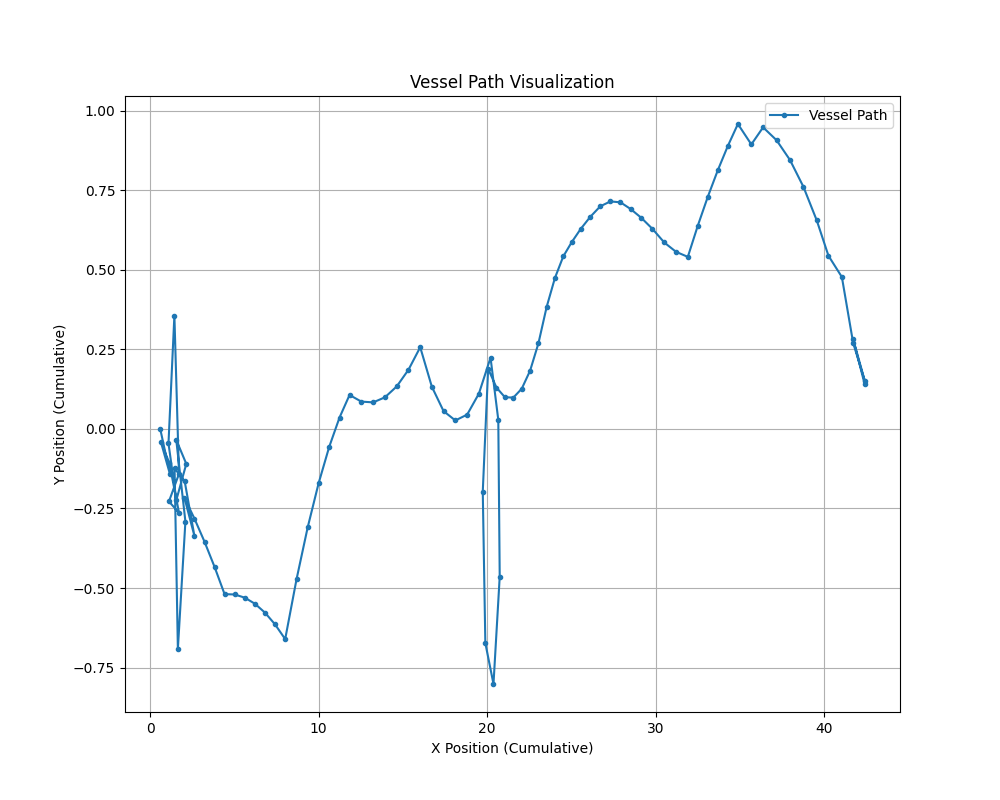 Vessel Path Visualization
Vessel Path
1.00
0.75
0.50
0.25
0.00
−0.25
−0.50
−0.75
Y Position (Cumulative)
0 10 20 30 40
X Position (Cumulative)